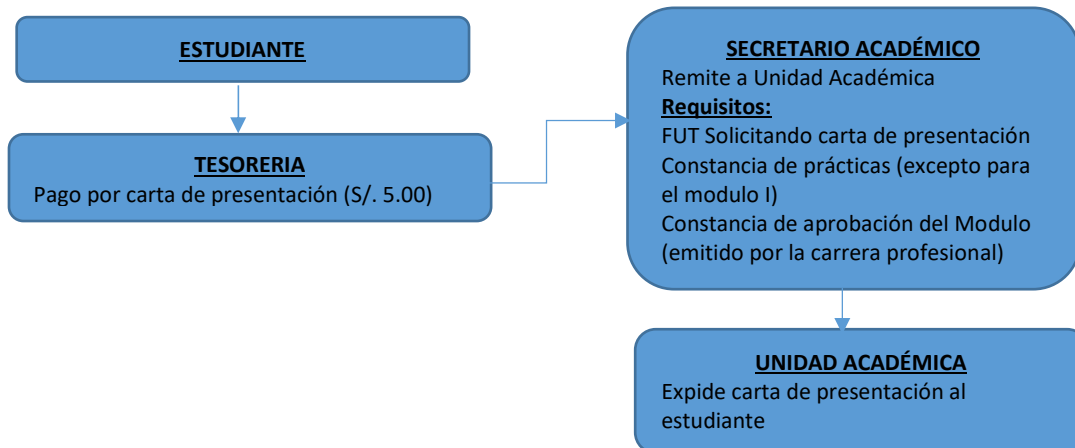 ESTUDIANTE
TESORERIA
Pago por carta de presentación (S/. 5.00)
SECRETARIO ACADÉMICO
Remite a Unidad Académica
Requisitos:
FUT Solicitando carta de presentación
Constancia de prácticas (excepto para
el modulo I)
Constancia de aprobación del Modulo
(emitido por la carrera profesional)
UNIDAD ACADÉMICA
Expide carta de presentación al
estudiante